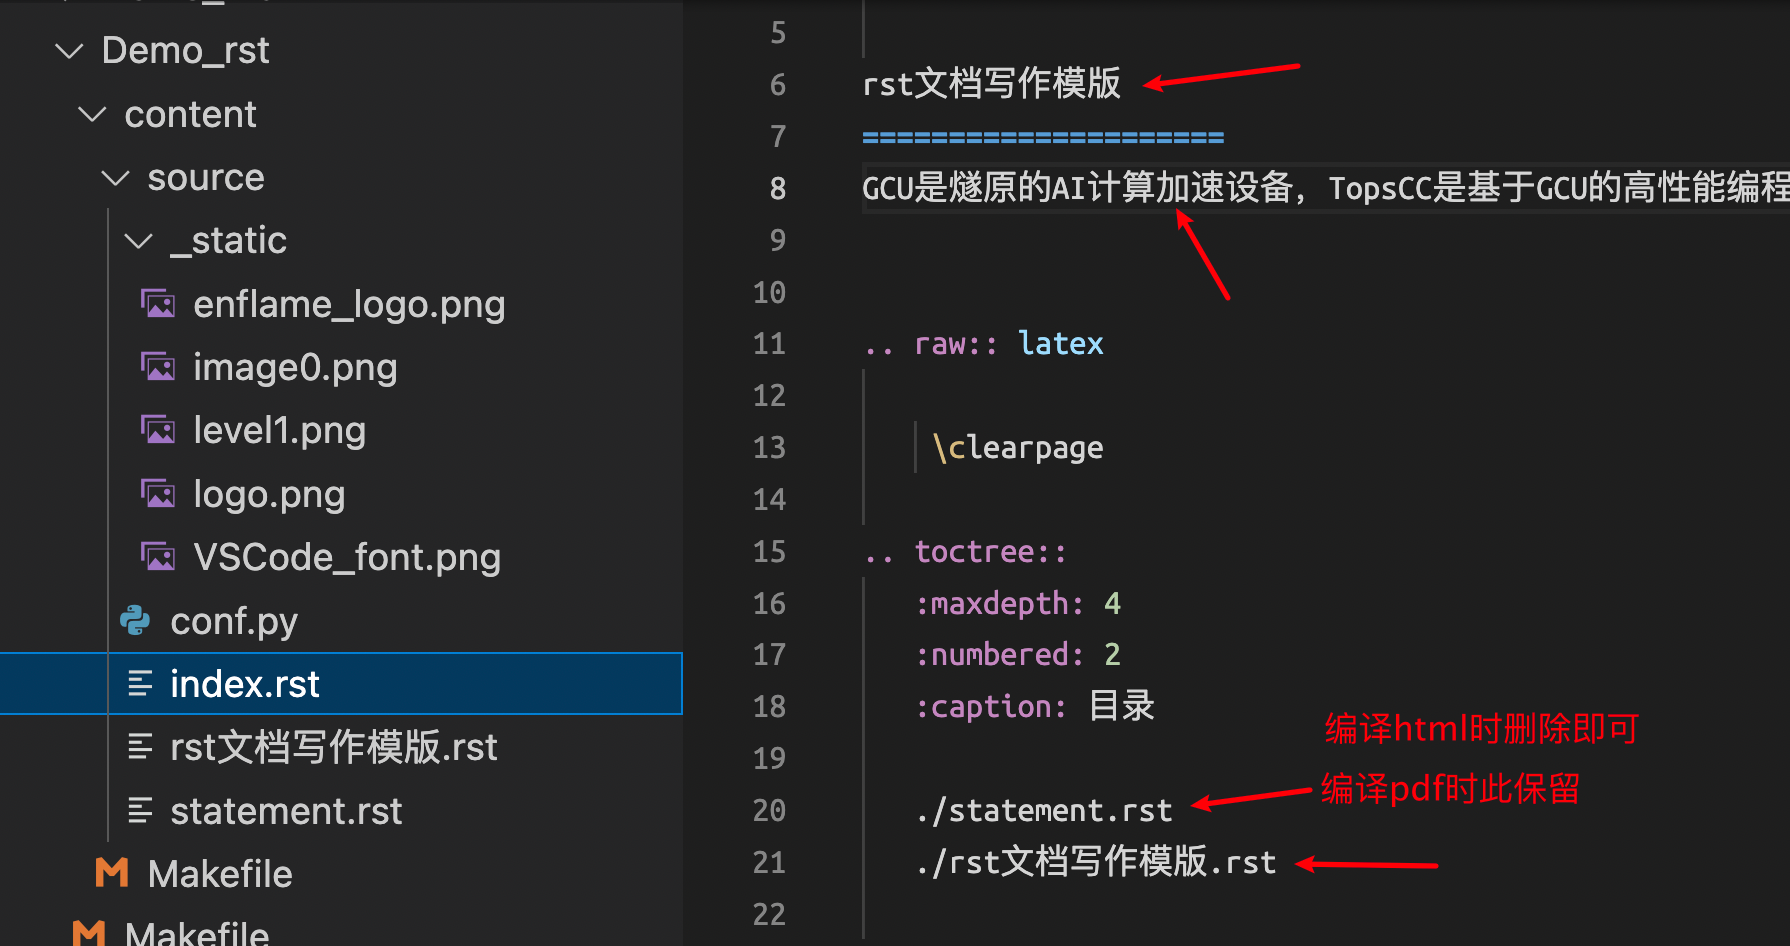 Demo_rst
content
source
_static
enflame_logo.png
image0.png
level1.png
logo.png
VSCode_font.png
conf.py
index.rst
rst文档写作模版.rst
statement.rst
Makefile
Makefile
5
6 rst文档写作模版
7 =====================
8 GCU是燧原的AI计算加速设备，TopsCC是基于GCU的高性能编程
9
10
11 .. raw:: latex
12
13 \clearpage
14
15 .. toctree::
16 :maxdepth: 4
17 :numbered: 2
18 :caption: 目录
编译html时删除即可
19
编译pdf时此保留
20 ./statement.rst
21 ./rst文档写作模版.rst
22